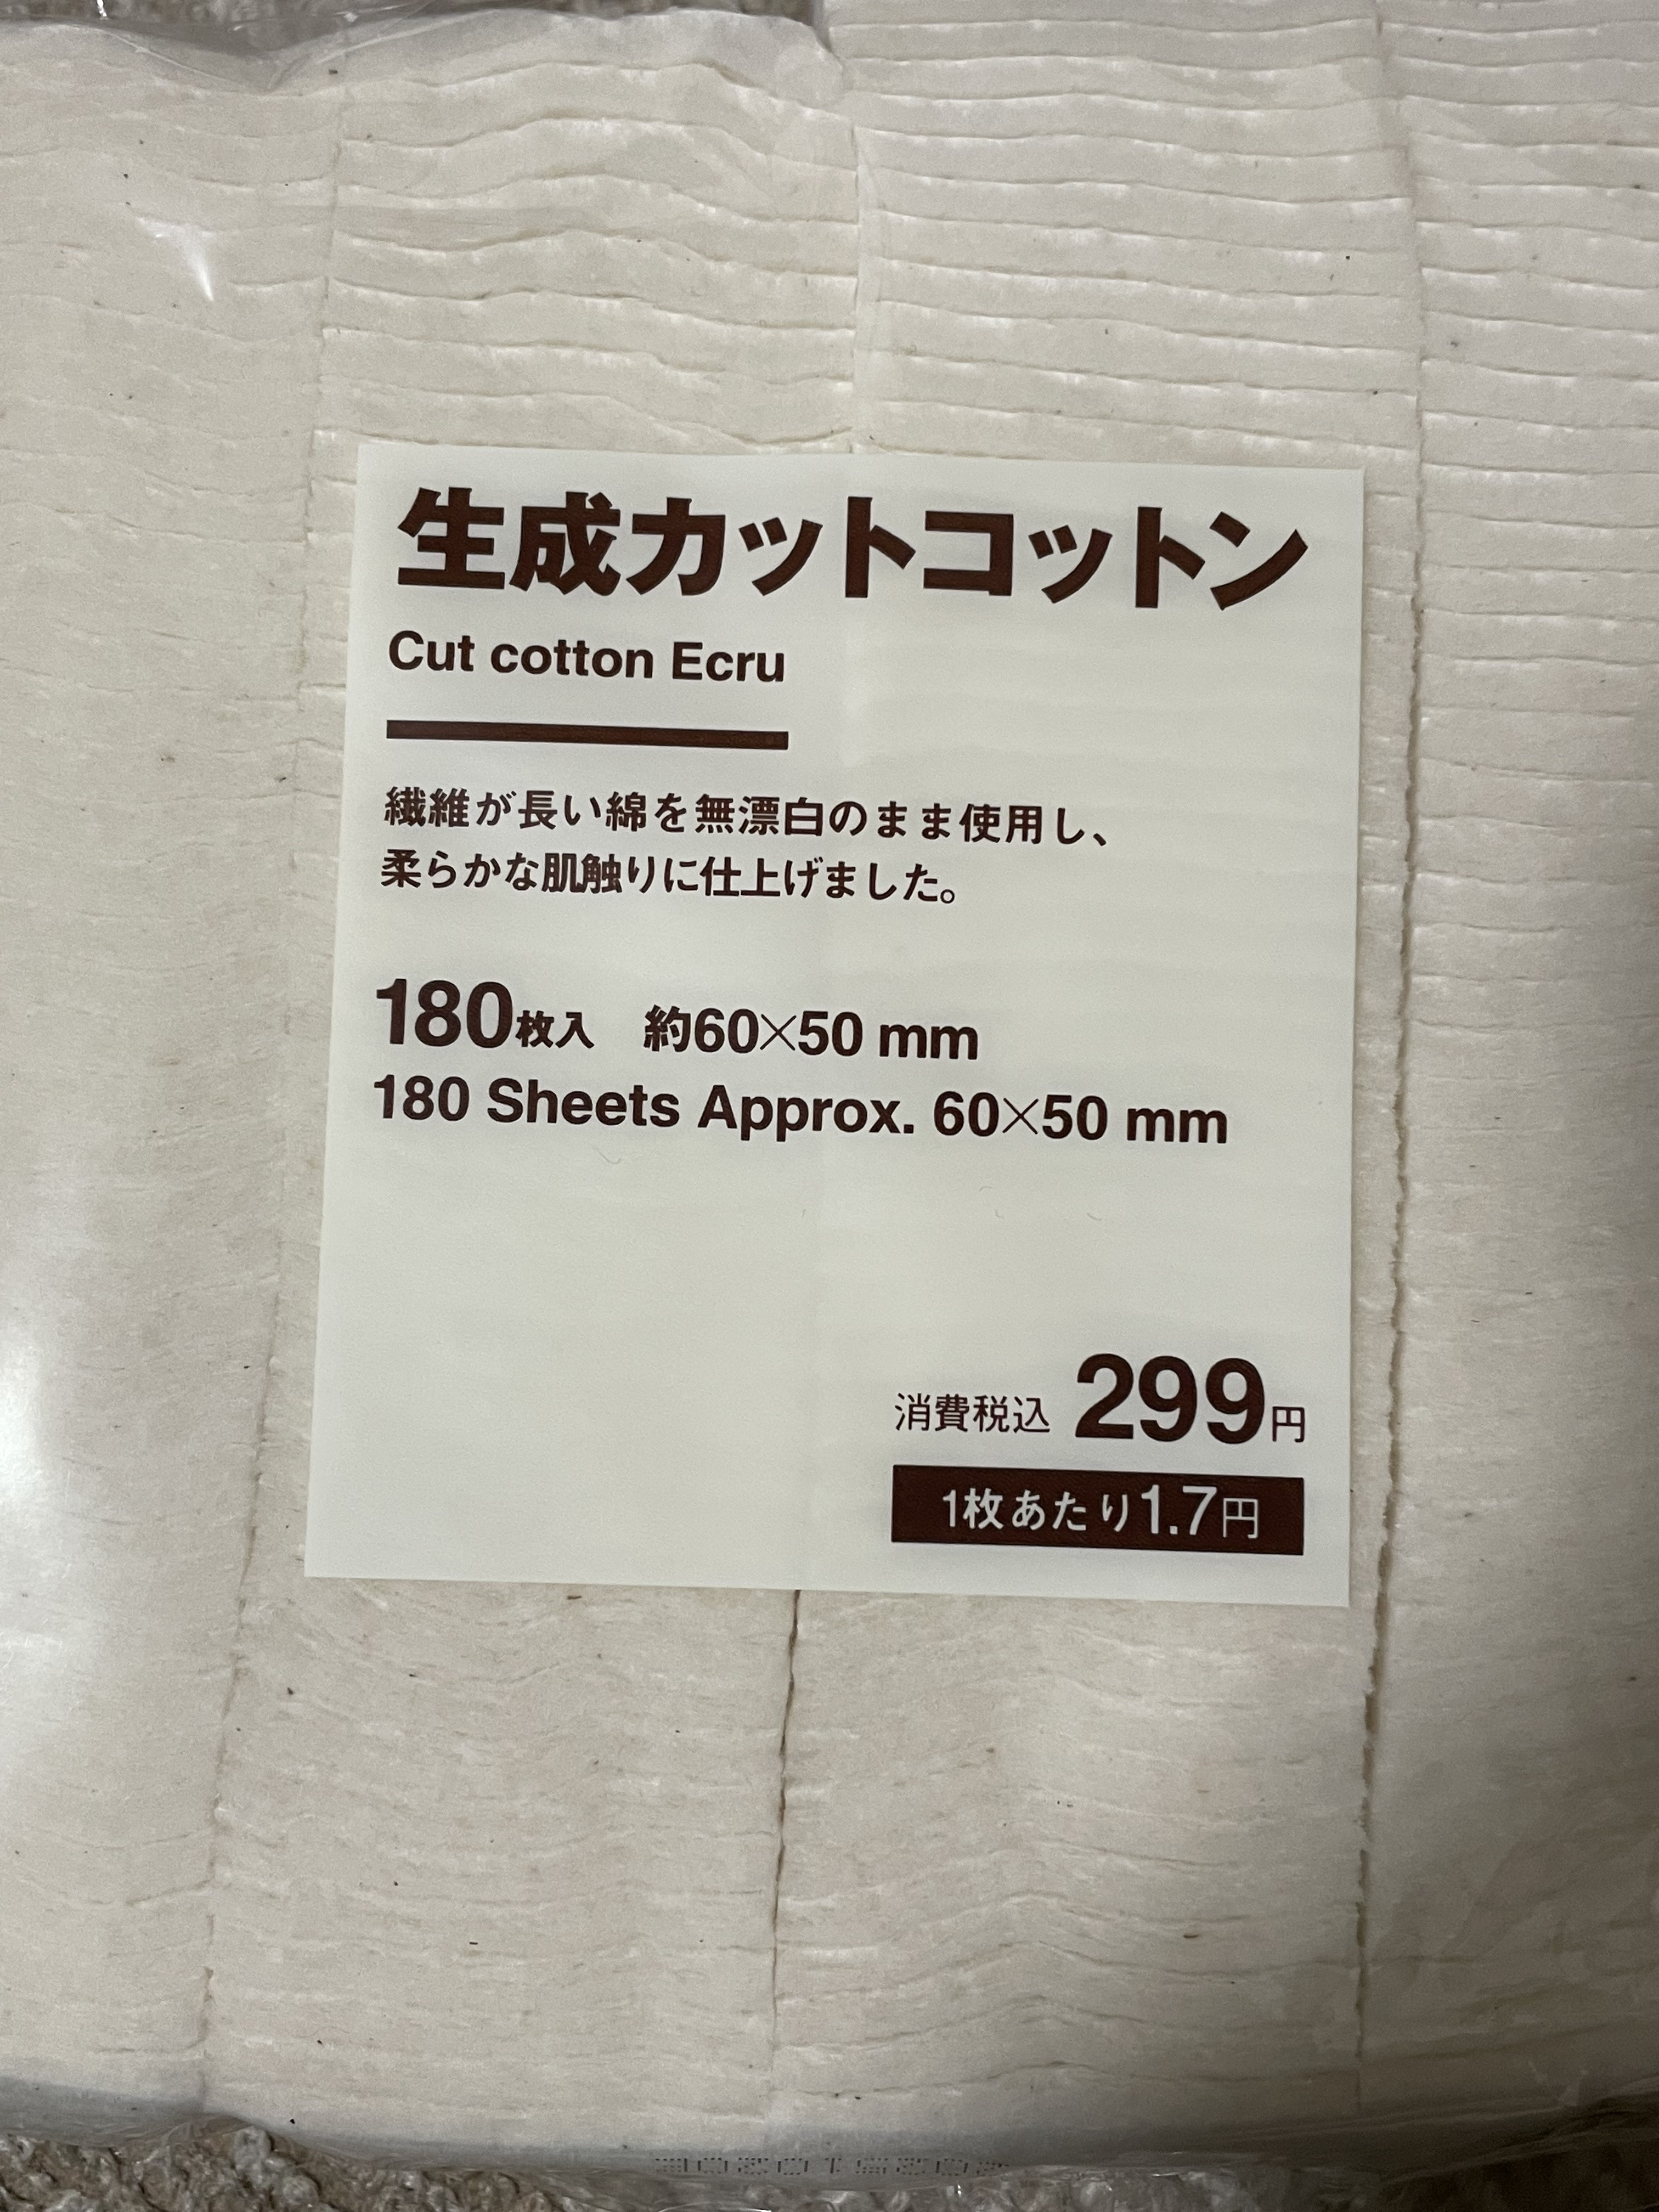 生成カットコットン
Cut cotton Ecru
繊維が長い綿を無漂白のまま使用し、
柔らかな肌触りに仕上げました。
180枚入 約60×50 mm
180 Sheets Approx. 60×50 mm
消費税込 299円
1枚あたり1.7円